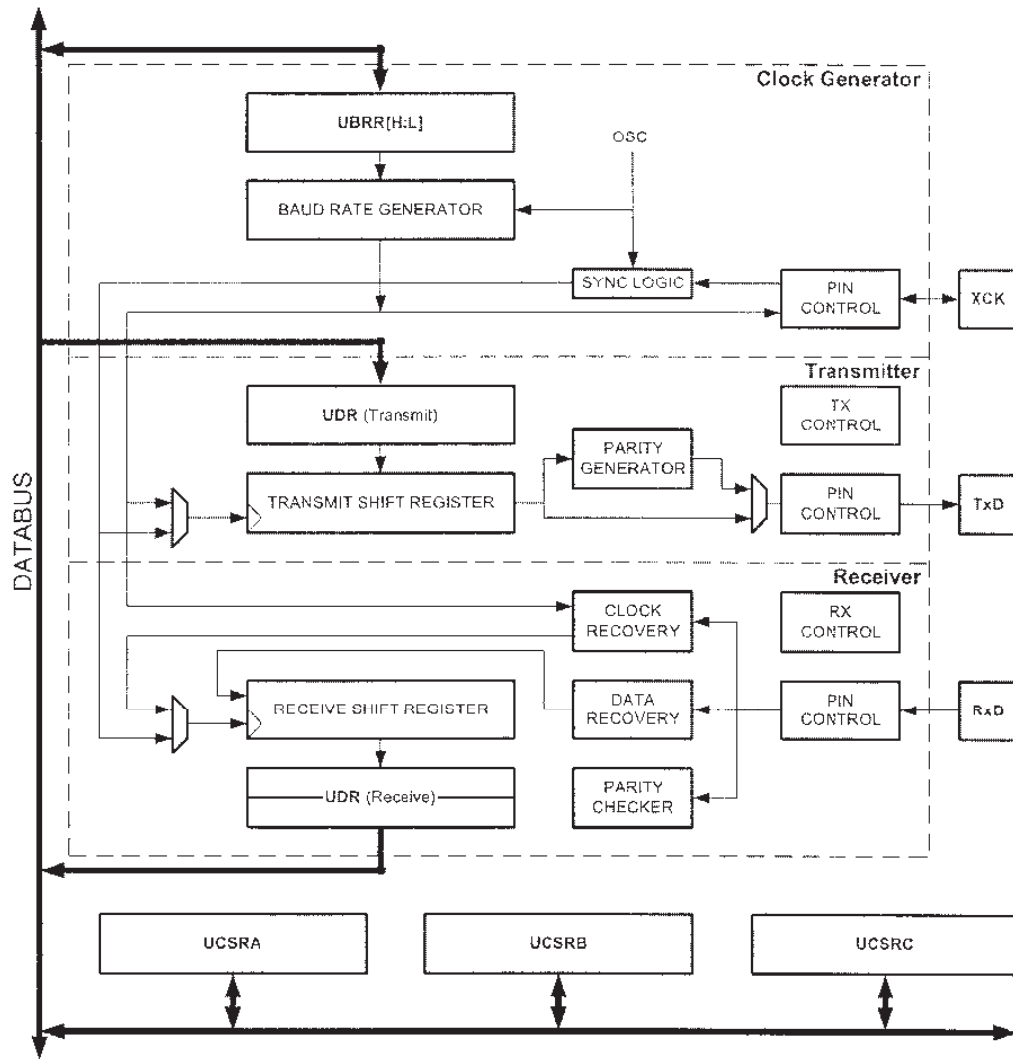 Clock Generator
UBRR[H:L]
OSC
BAUD RATE GENERATOR
SYNC LOGIC
PIN
CONTROL
XCK
Transmitter
TX
CONTROL
UDR (Transmit)
PARITY
GENERATOR
TRANSMIT SHIFT REGISTER
PIN
CONTROL
TxD
DATABUS
Receiver
CLOCK
RECOVERY
RX
CONTROL
RECEIVE SHIFT REGISTER
DATA
RECOVERY
PIN
CONTROL
RxD
UDR (Receive)
PARITY
CHECKER
UCSRA
UCSRB
UCSRC